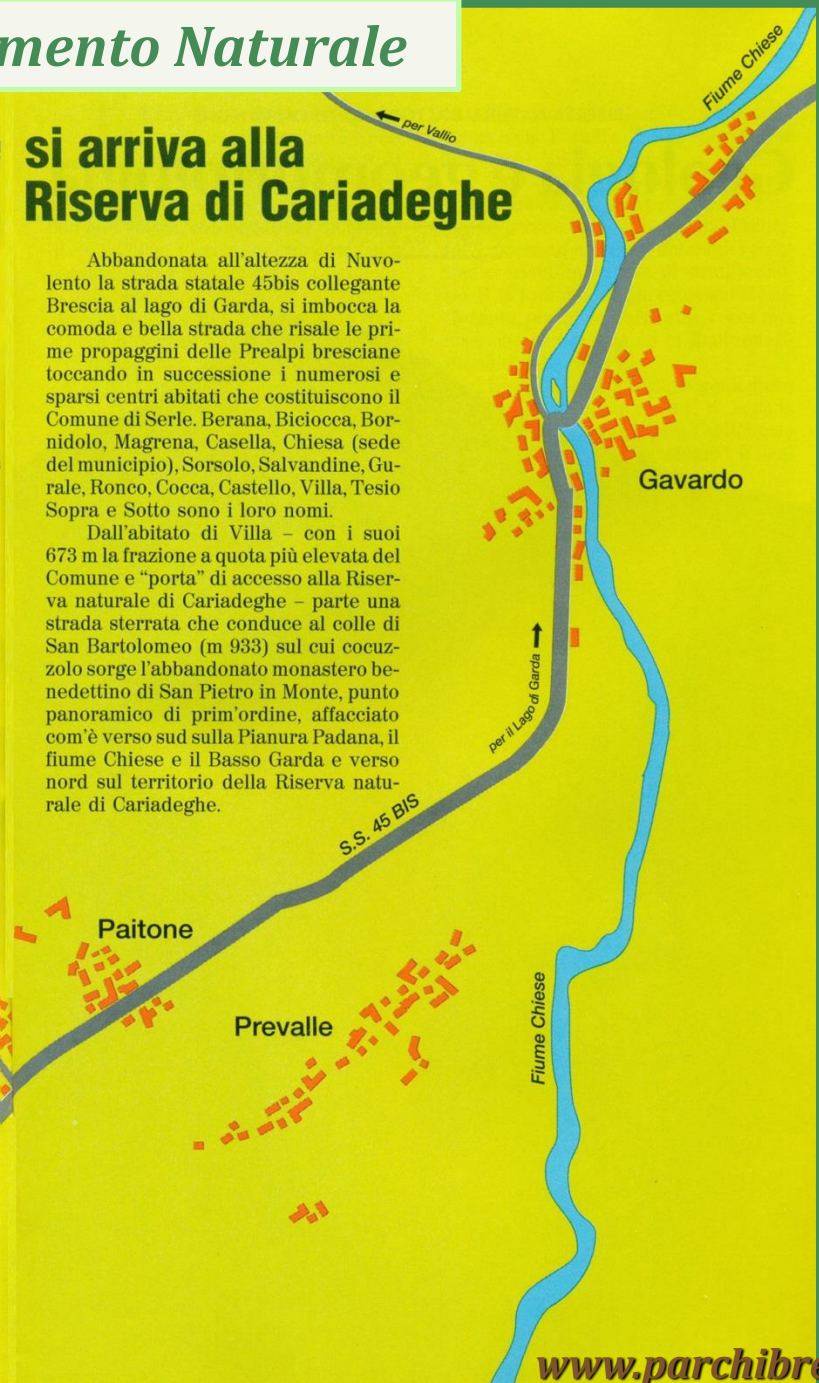 mento Naturale
si arriva alla
Riserva di Cariadeghe
Abbandonata all'altezza di Nuvo-
lento la strada statale 45bis collegante
Brescia al lago di Garda, si imbocca la
comoda e bella strada che risale le pri-
me propaggini delle Prealpi bresciane
toccando in successione i numerosi e
sparsi centri abitati che costituiscono il
Comune di Serle. Berana, Biciocca, Bor-
nidolo, Magrena, Casella, Chiesa (sede
del municipio), Sorsolo, Salvandine, Gu-
rale, Ronco, Cocca, Castello, Villa, Tesio
Sopra e Sotto sono i loro nomi.
Dall'abitato di Villa – con i suoi
673 m la frazione a quota più elevata del
Comune e “porta” di accesso alla Riser-
va naturale di Cariadeghe – parte una
strada sterrata che conduce al colle di
San Bartolomeo (m 933) sul cui cocuz-
zolo sorge l'abbandonato monastero be-
nedettino di San Pietro in Monte, punto
panoramico di prim'ordine, affacciato
com'è verso sud sulla Pianura Padana, il
fiume Chiese e il Basso Garda e verso
nord sul territorio della Riserva natu-
rale di Cariadeghe.
per Vallio
Fiume Chiese
Gavardo
per il Lago di Garda
S.S. 45 BIS
Paitone
Prevalle
Fiume Chiese
www.parchibre